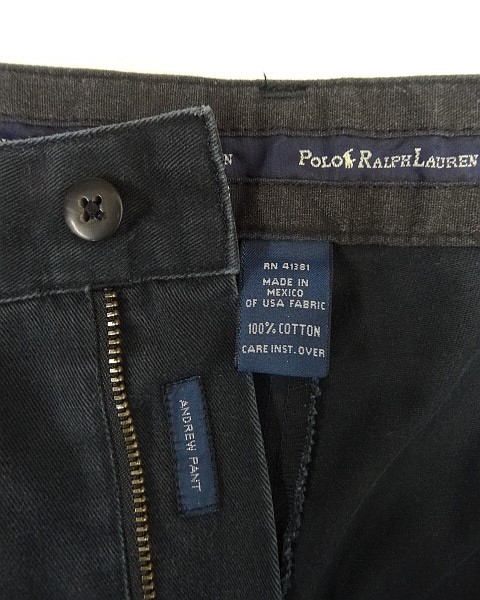 N POLO RALPH LAUREN
RN 41381
MADE IN
MEXICO
OF USA FABRIC
100% COTTON
CARE INST. OVER
ANDREW PANT